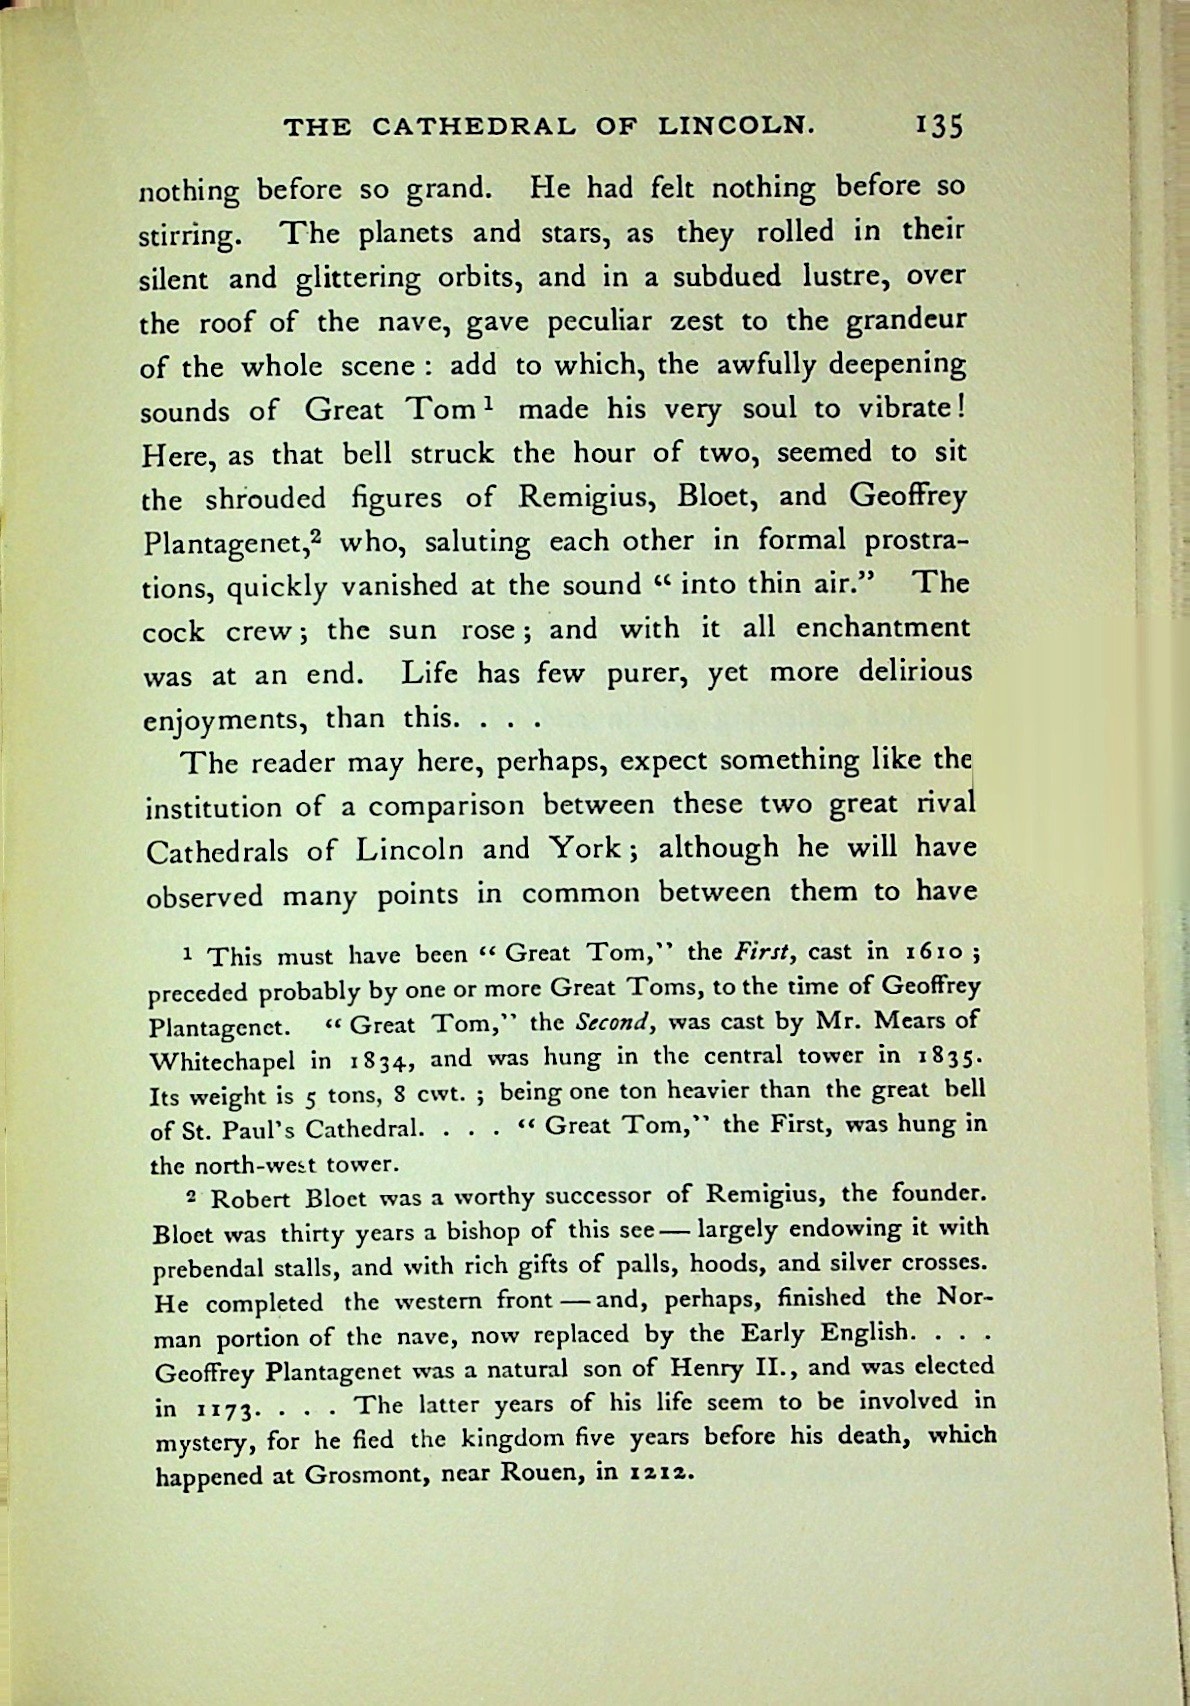 THE CATHEDRAL OF LINCOLN. 135
nothing before so grand. He had felt nothing before so
stirring. The planets and stars, as they rolled in their
silent and glittering orbits, and in a subdued lustre, over
the roof of the nave, gave peculiar zest to the grandeur
of the whole scene : add to which, the awfully deepening
sounds of Great Tom¹ made his very soul to vibrate!
Here, as that bell struck the hour of two, seemed to sit
the shrouded figures of Remigius, Bloet, and Geoffrey
Plantagenet,² who, saluting each other in formal prostra-
tions, quickly vanished at the sound “ into thin air.” The
cock crew ; the sun rose ; and with it all enchantment
was at an end. Life has few purer, yet more delirious
enjoyments, than this. . . .
The reader may here, perhaps, expect something like the
institution of a comparison between these two great rival
Cathedrals of Lincoln and York ; although he will have
observed many points in common between them to have
¹ This must have been “ Great Tom,” the First, cast in 1610 ;
preceded probably by one or more Great Toms, to the time of Geoffrey
Plantagenet. “ Great Tom,” the Second, was cast by Mr. Mears of
Whitechapel in 1834, and was hung in the central tower in 1835.
Its weight is 5 tons, 8 cwt. ; being one ton heavier than the great bell
of St. Paul’s Cathedral. . . . “ Great Tom,” the First, was hung in
the north-west tower.
² Robert Bloet was a worthy successor of Remigius, the founder.
Bloet was thirty years a bishop of this see — largely endowing it with
prebendal stalls, and with rich gifts of palls, hoods, and silver crosses.
He completed the western front — and, perhaps, finished the Nor-
man portion of the nave, now replaced by the Early English. . . .
Geoffrey Plantagenet was a natural son of Henry II., and was elected
in 1173. . . . The latter years of his life seem to be involved in
mystery, for he fied the kingdom five years before his death, which
happened at Grosmont, near Rouen, in 1212.